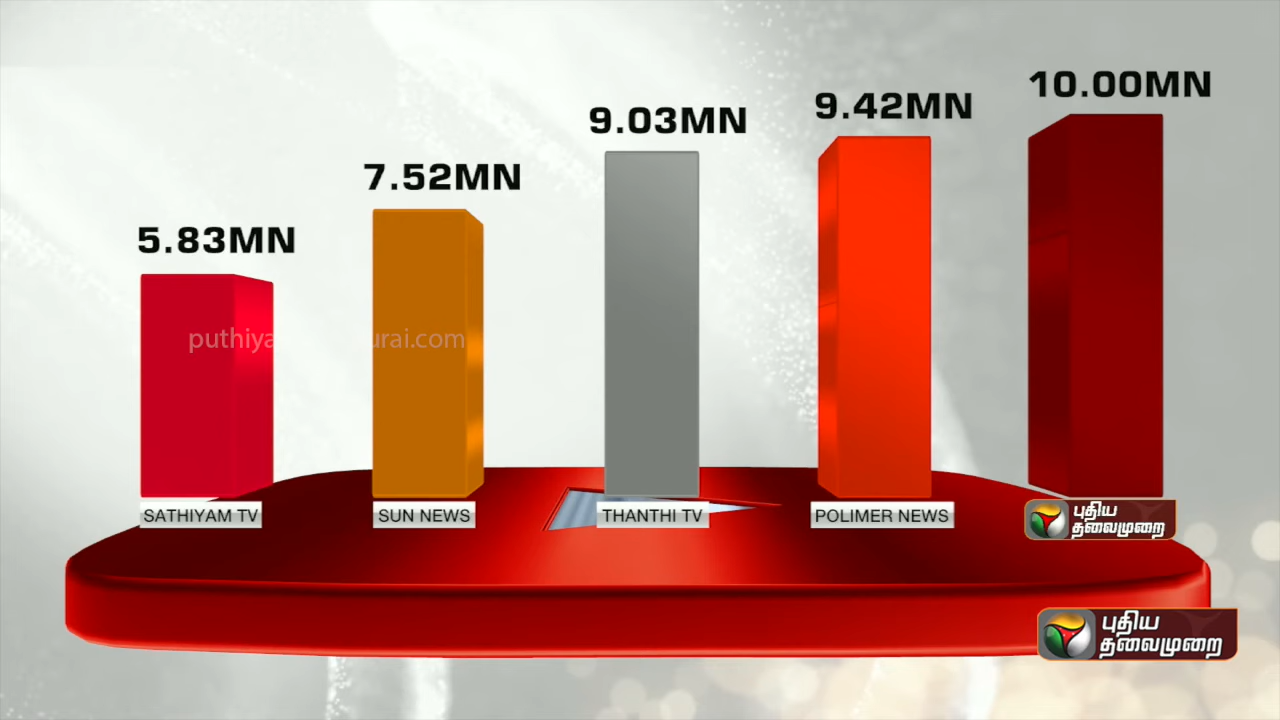 10.00MN
9.42MN
9.03MN
7.52MN
5.83MN
SATHIYAM TV
SUN NEWS
THANTHI TV
POLIMER NEWS
புதிய
தலைமுறை
புதிய
தலைமுறை